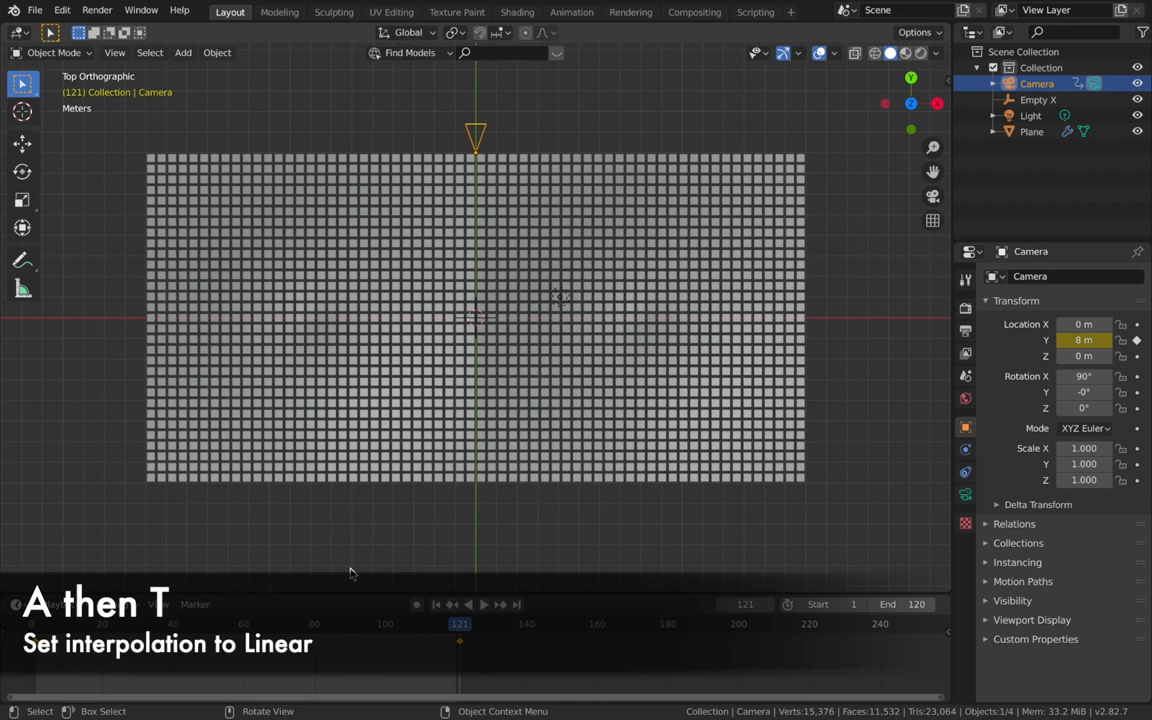 File Edit Render Window Help Layout Modeling Sculpting UV Editing Texture Paint Shading Animation Rendering Compositing Scripting + Scene View Layer
Global Options
Object Mode View Select Add Object Find Models
Top Orthographic
(121) Collection | Camera
Meters
Y
Z
X
Scene Collection
Collection
Camera
Empty X
Light
Plane
Camera
Camera
Transform
Location X 0 m
Y 8 m
Z 0 m
Rotation X 90°
Y -0°
Z 0°
Mode XYZ Euler
Scale X 1.000
Y 1.000
Z 1.000
Delta Transform
Relations
Collections
Instancing
Motion Paths
Visibility
Viewport Display
Custom Properties
Marker 121 Start 1 End 120
60 80 100 121 140 160 180 200 220 240
A then T
Set interpolation to Linear
Select Box Select Rotate View Object Context Menu Collection | Camera | Verts:15,376 | Faces:11,532 | Tris:23,064 | Objects:1/4 | Mem: 33.2 MiB | v2.82.7